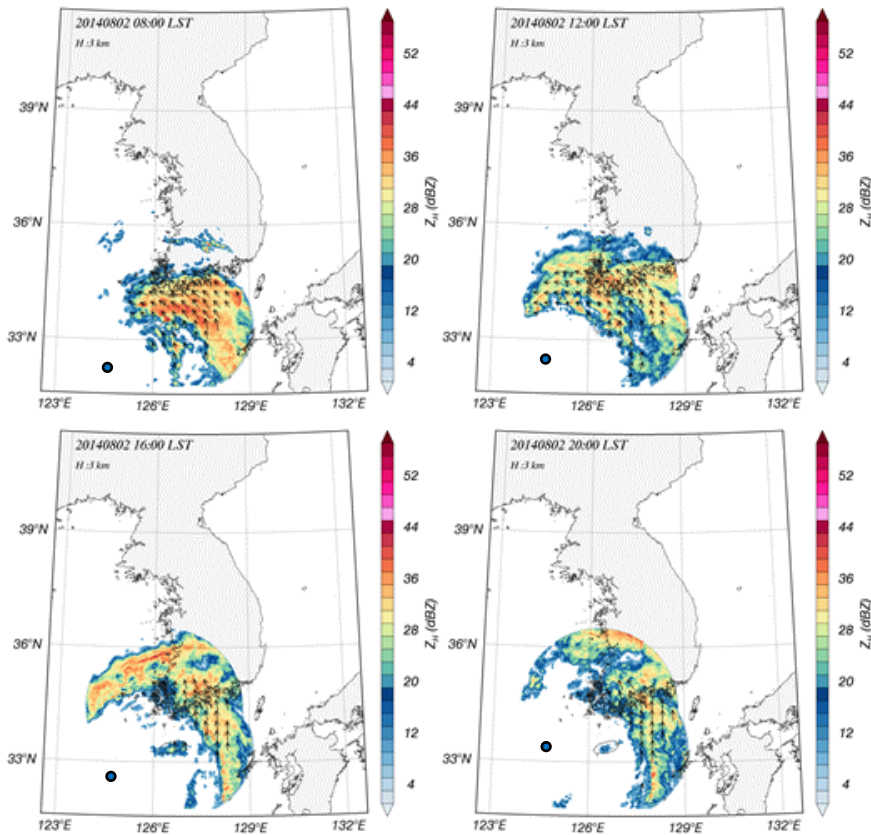 20140802 08:00 LST
H :3 km
39°N
36°N
33°N
123°E 126°E 129°E 132°E
52
44
36
28
20
12
4
Z_H (dBZ)
20140802 12:00 LST
H :3 km
39°N
36°N
33°N
123°E 126°E 129°E 132°E
52
44
36
28
20
12
4
Z_H (dBZ)
20140802 16:00 LST
H :3 km
39°N
36°N
33°N
123°E 126°E 129°E 132°E
52
44
36
28
20
12
4
Z_H (dBZ)
20140802 20:00 LST
H :3 km
39°N
36°N
33°N
123°E 126°E 129°E 132°E
52
44
36
28
20
12
4
Z_H (dBZ)